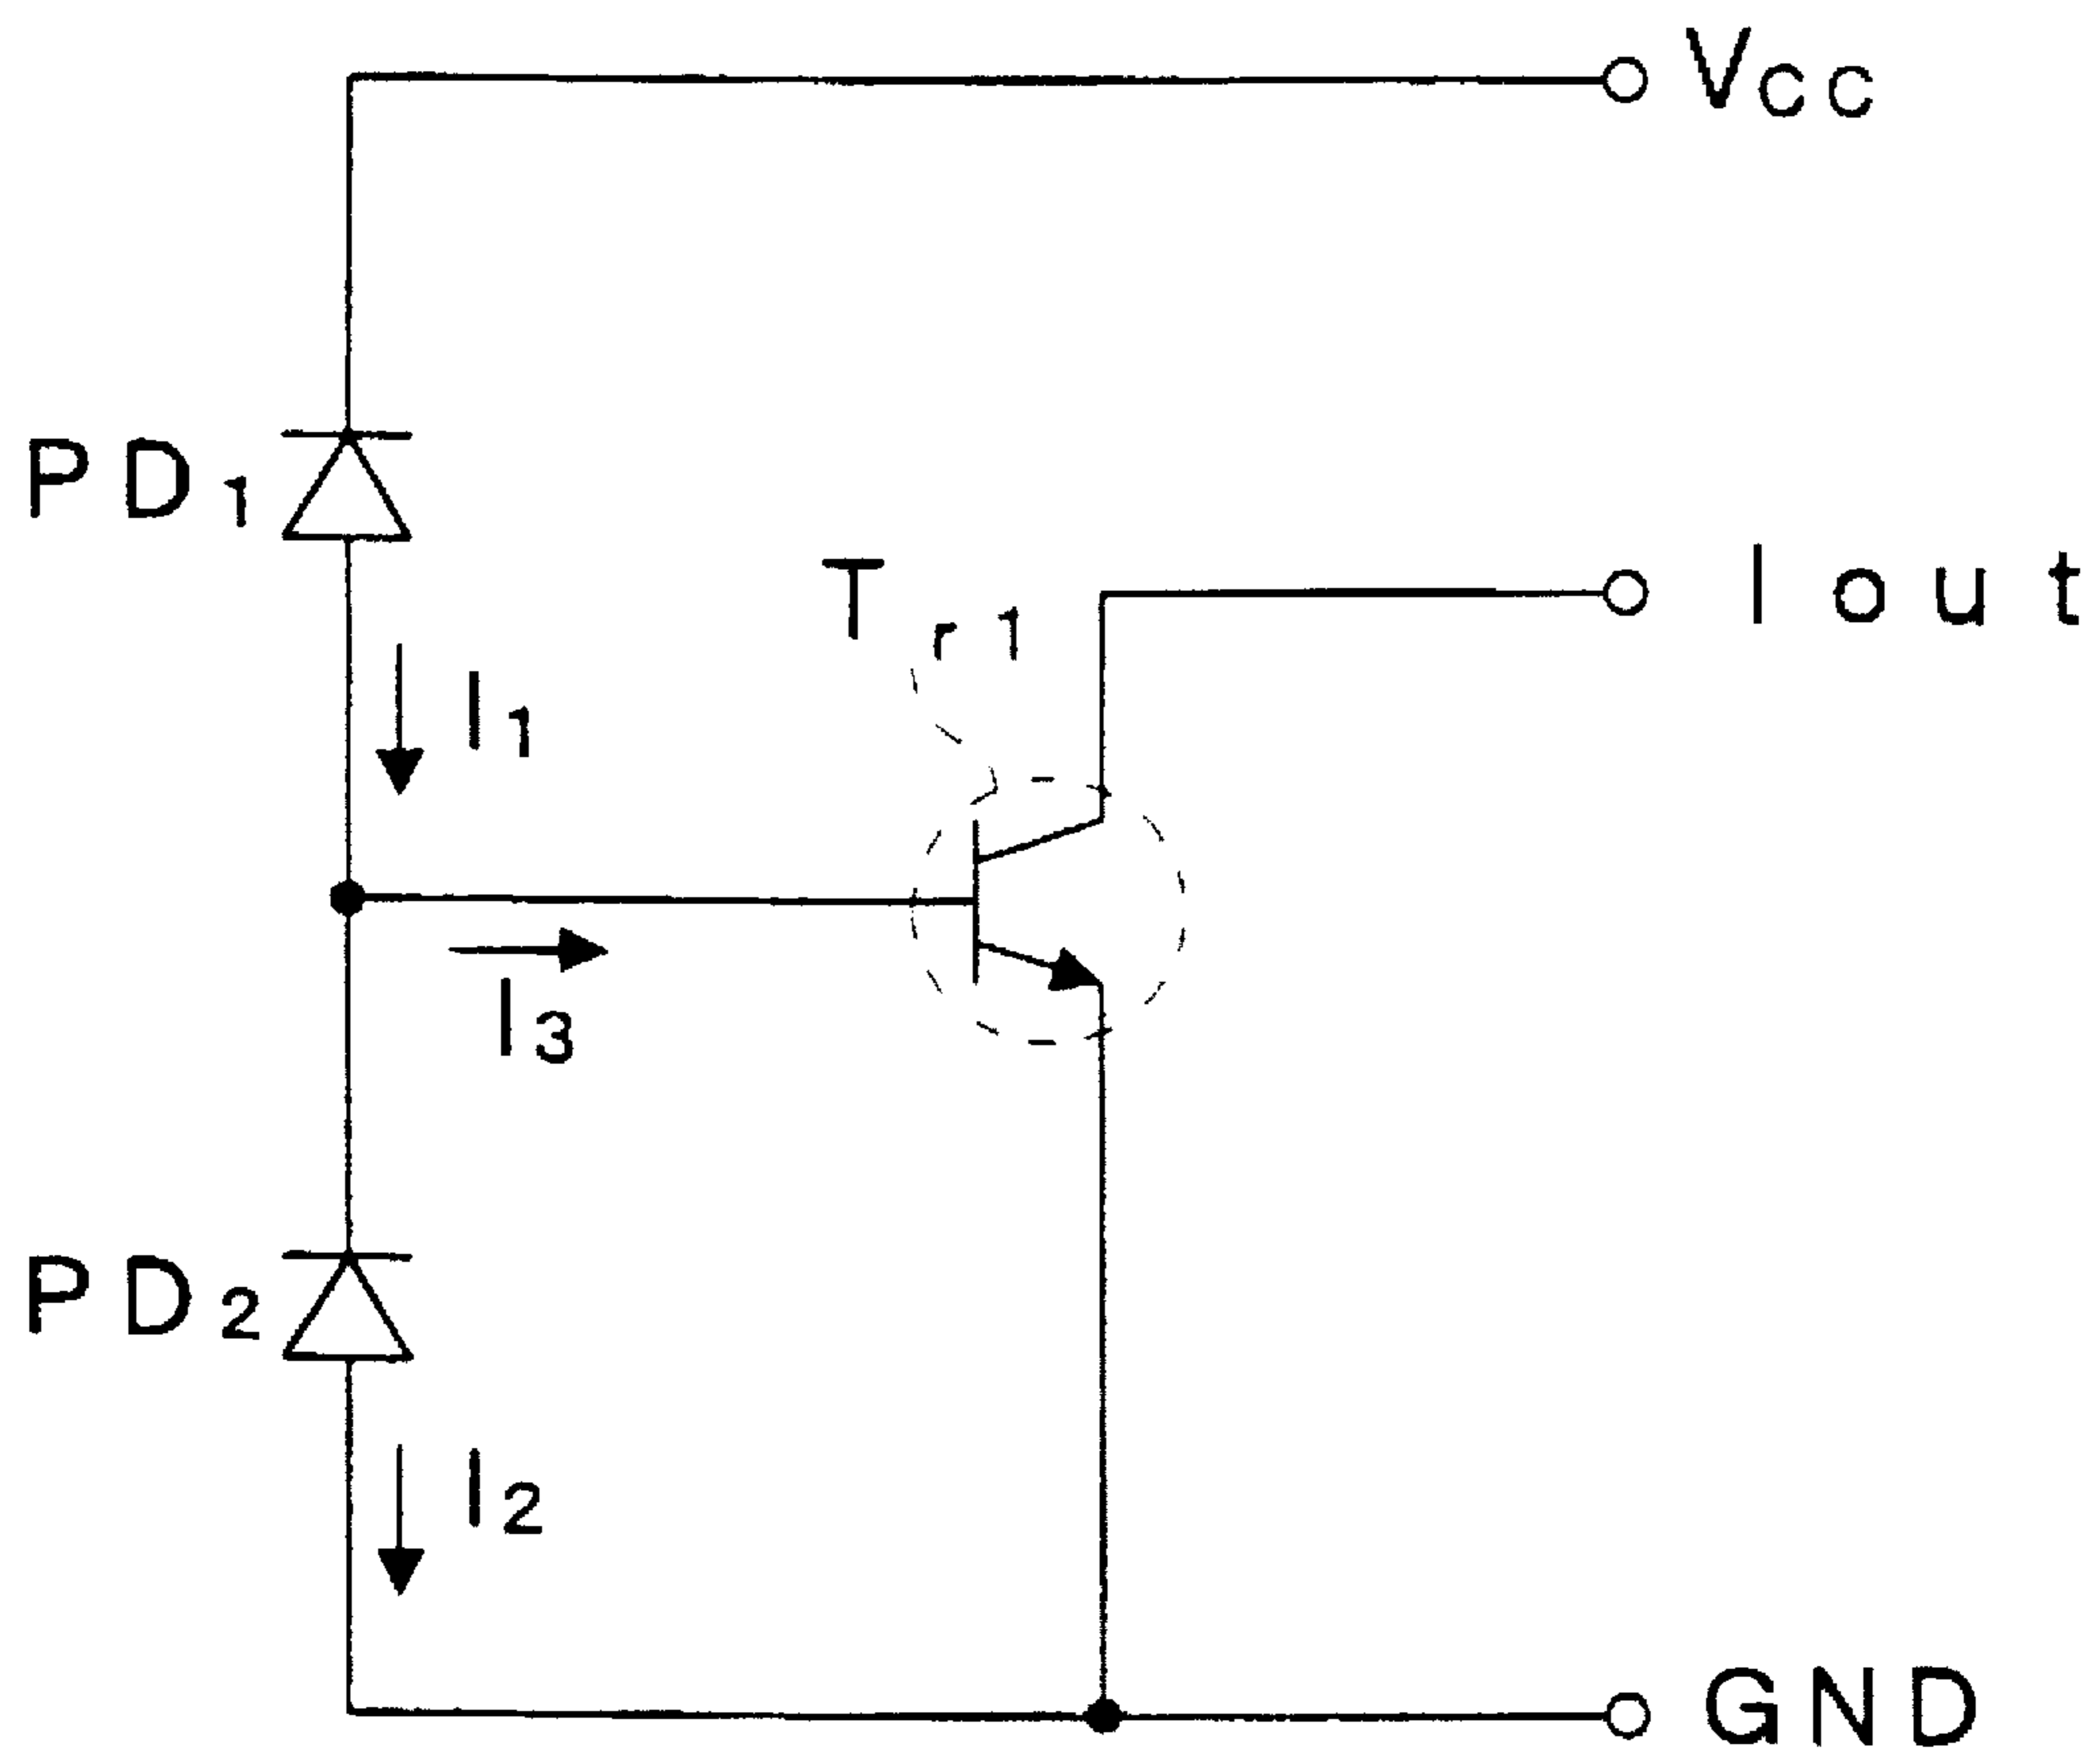 Vcc
PD1
Tr1
Iout
I1
I3
PD2
I2
GND